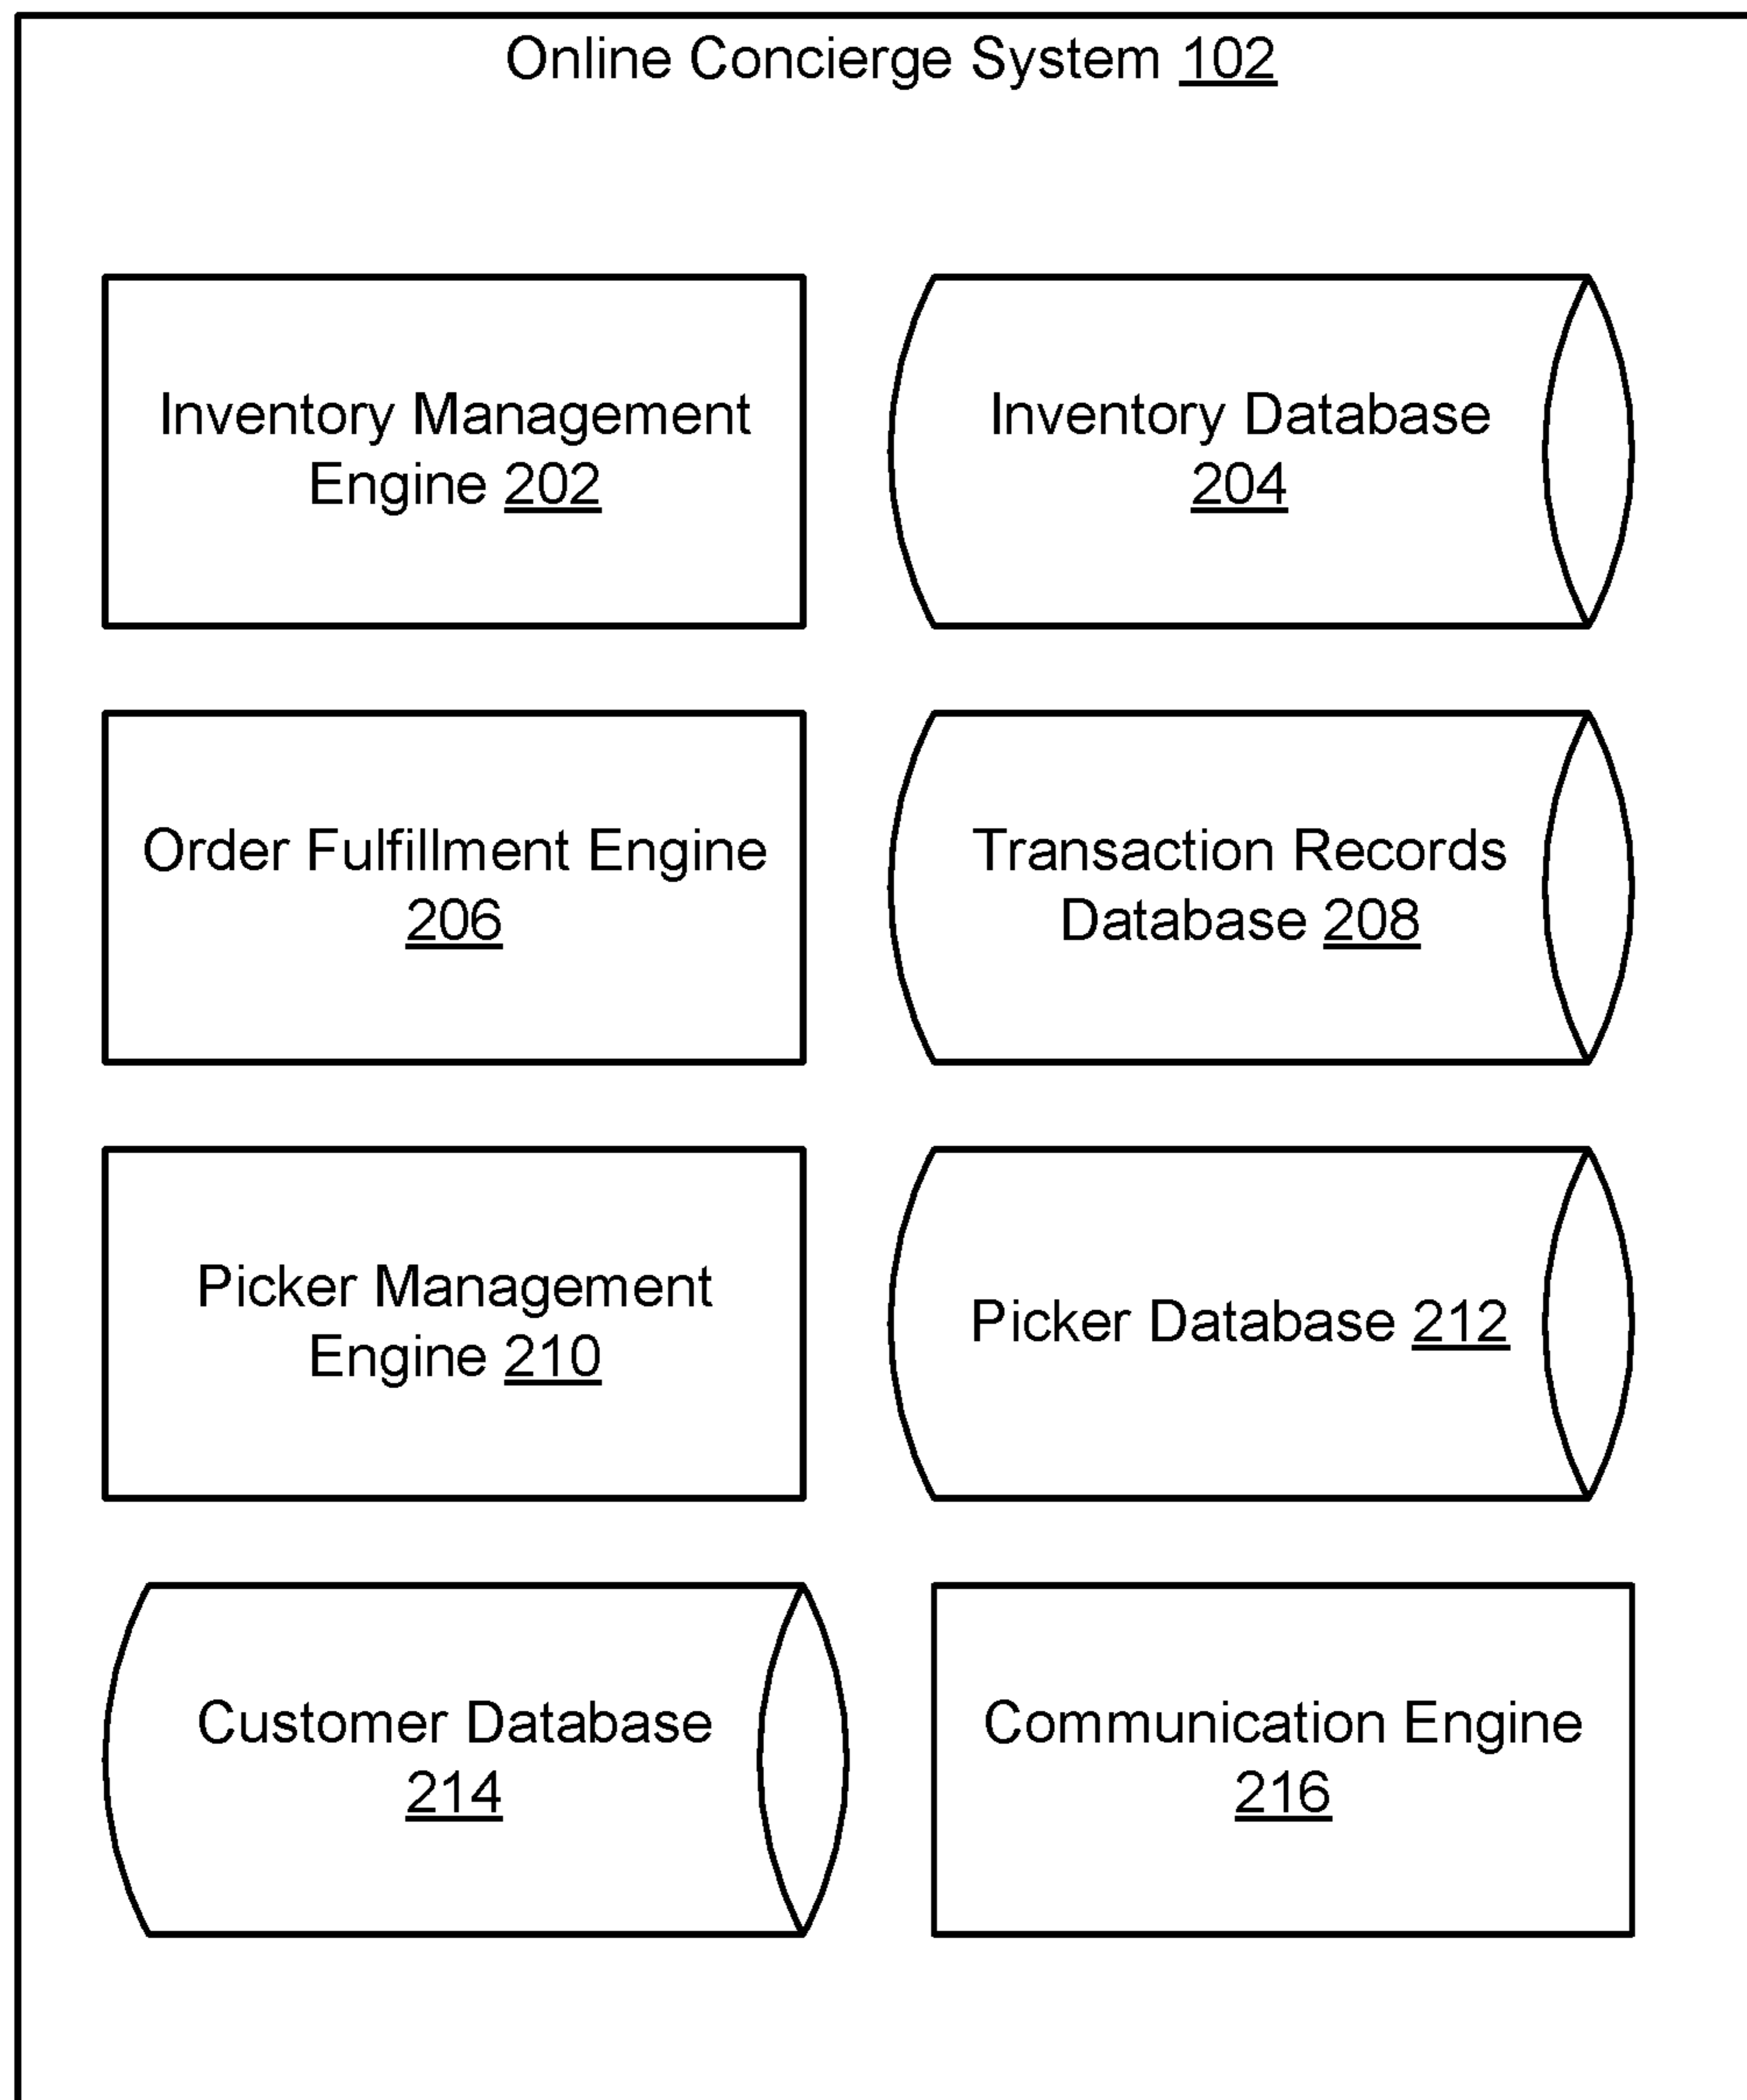 Online Concierge System 102
Inventory Management
Engine 202
Inventory Database
204
Order Fulfillment Engine
206
Transaction Records
Database 208
Picker Management
Engine 210
Picker Database 212
Customer Database
214
Communication Engine
216